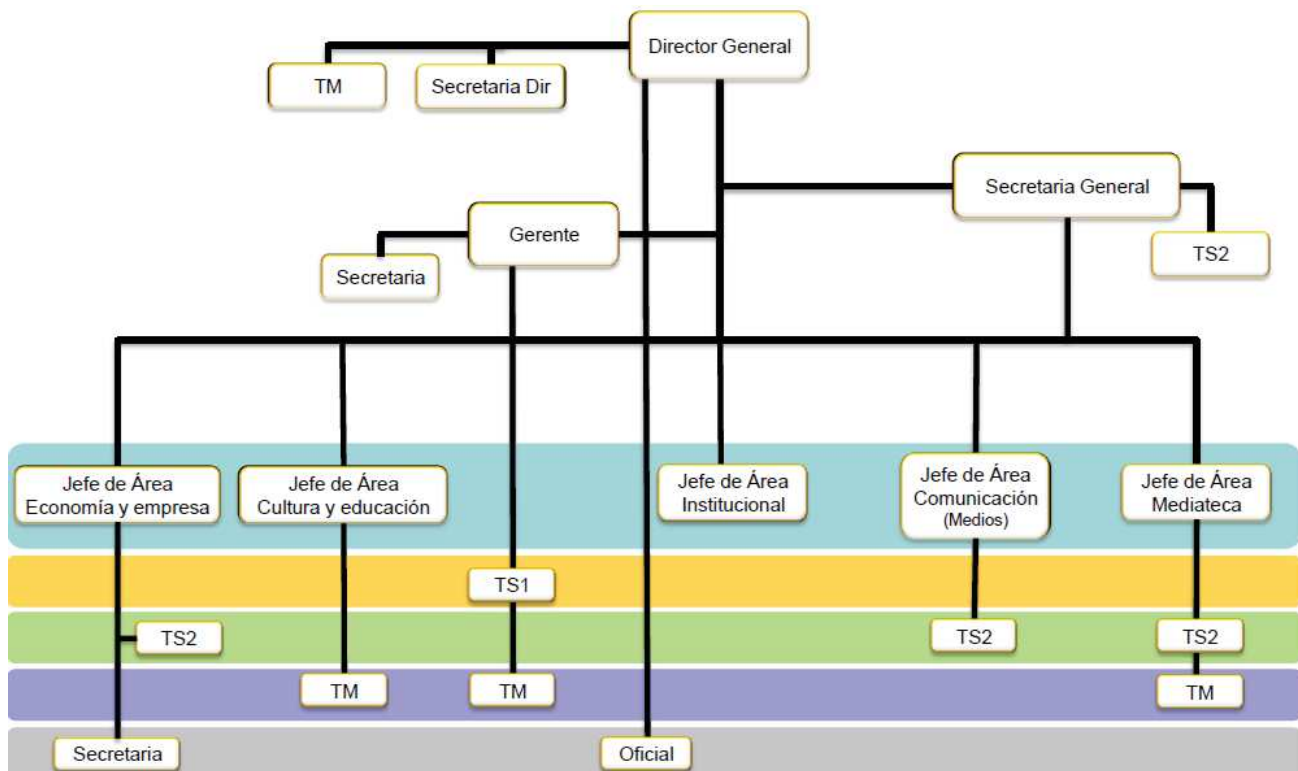 Director General
TM
Secretaria Dir
Secretaria General
Gerente
TS2
Secretaria
Jefe de Área
Economía y empresa
Jefe de Área
Cultura y educación
Jefe de Área
Institucional
Jefe de Área
Comunicación
(Medios)
Jefe de Área
Mediateca
TS1
TS2
TS2
TS2
TM
TM
TM
Secretaria
Oficial